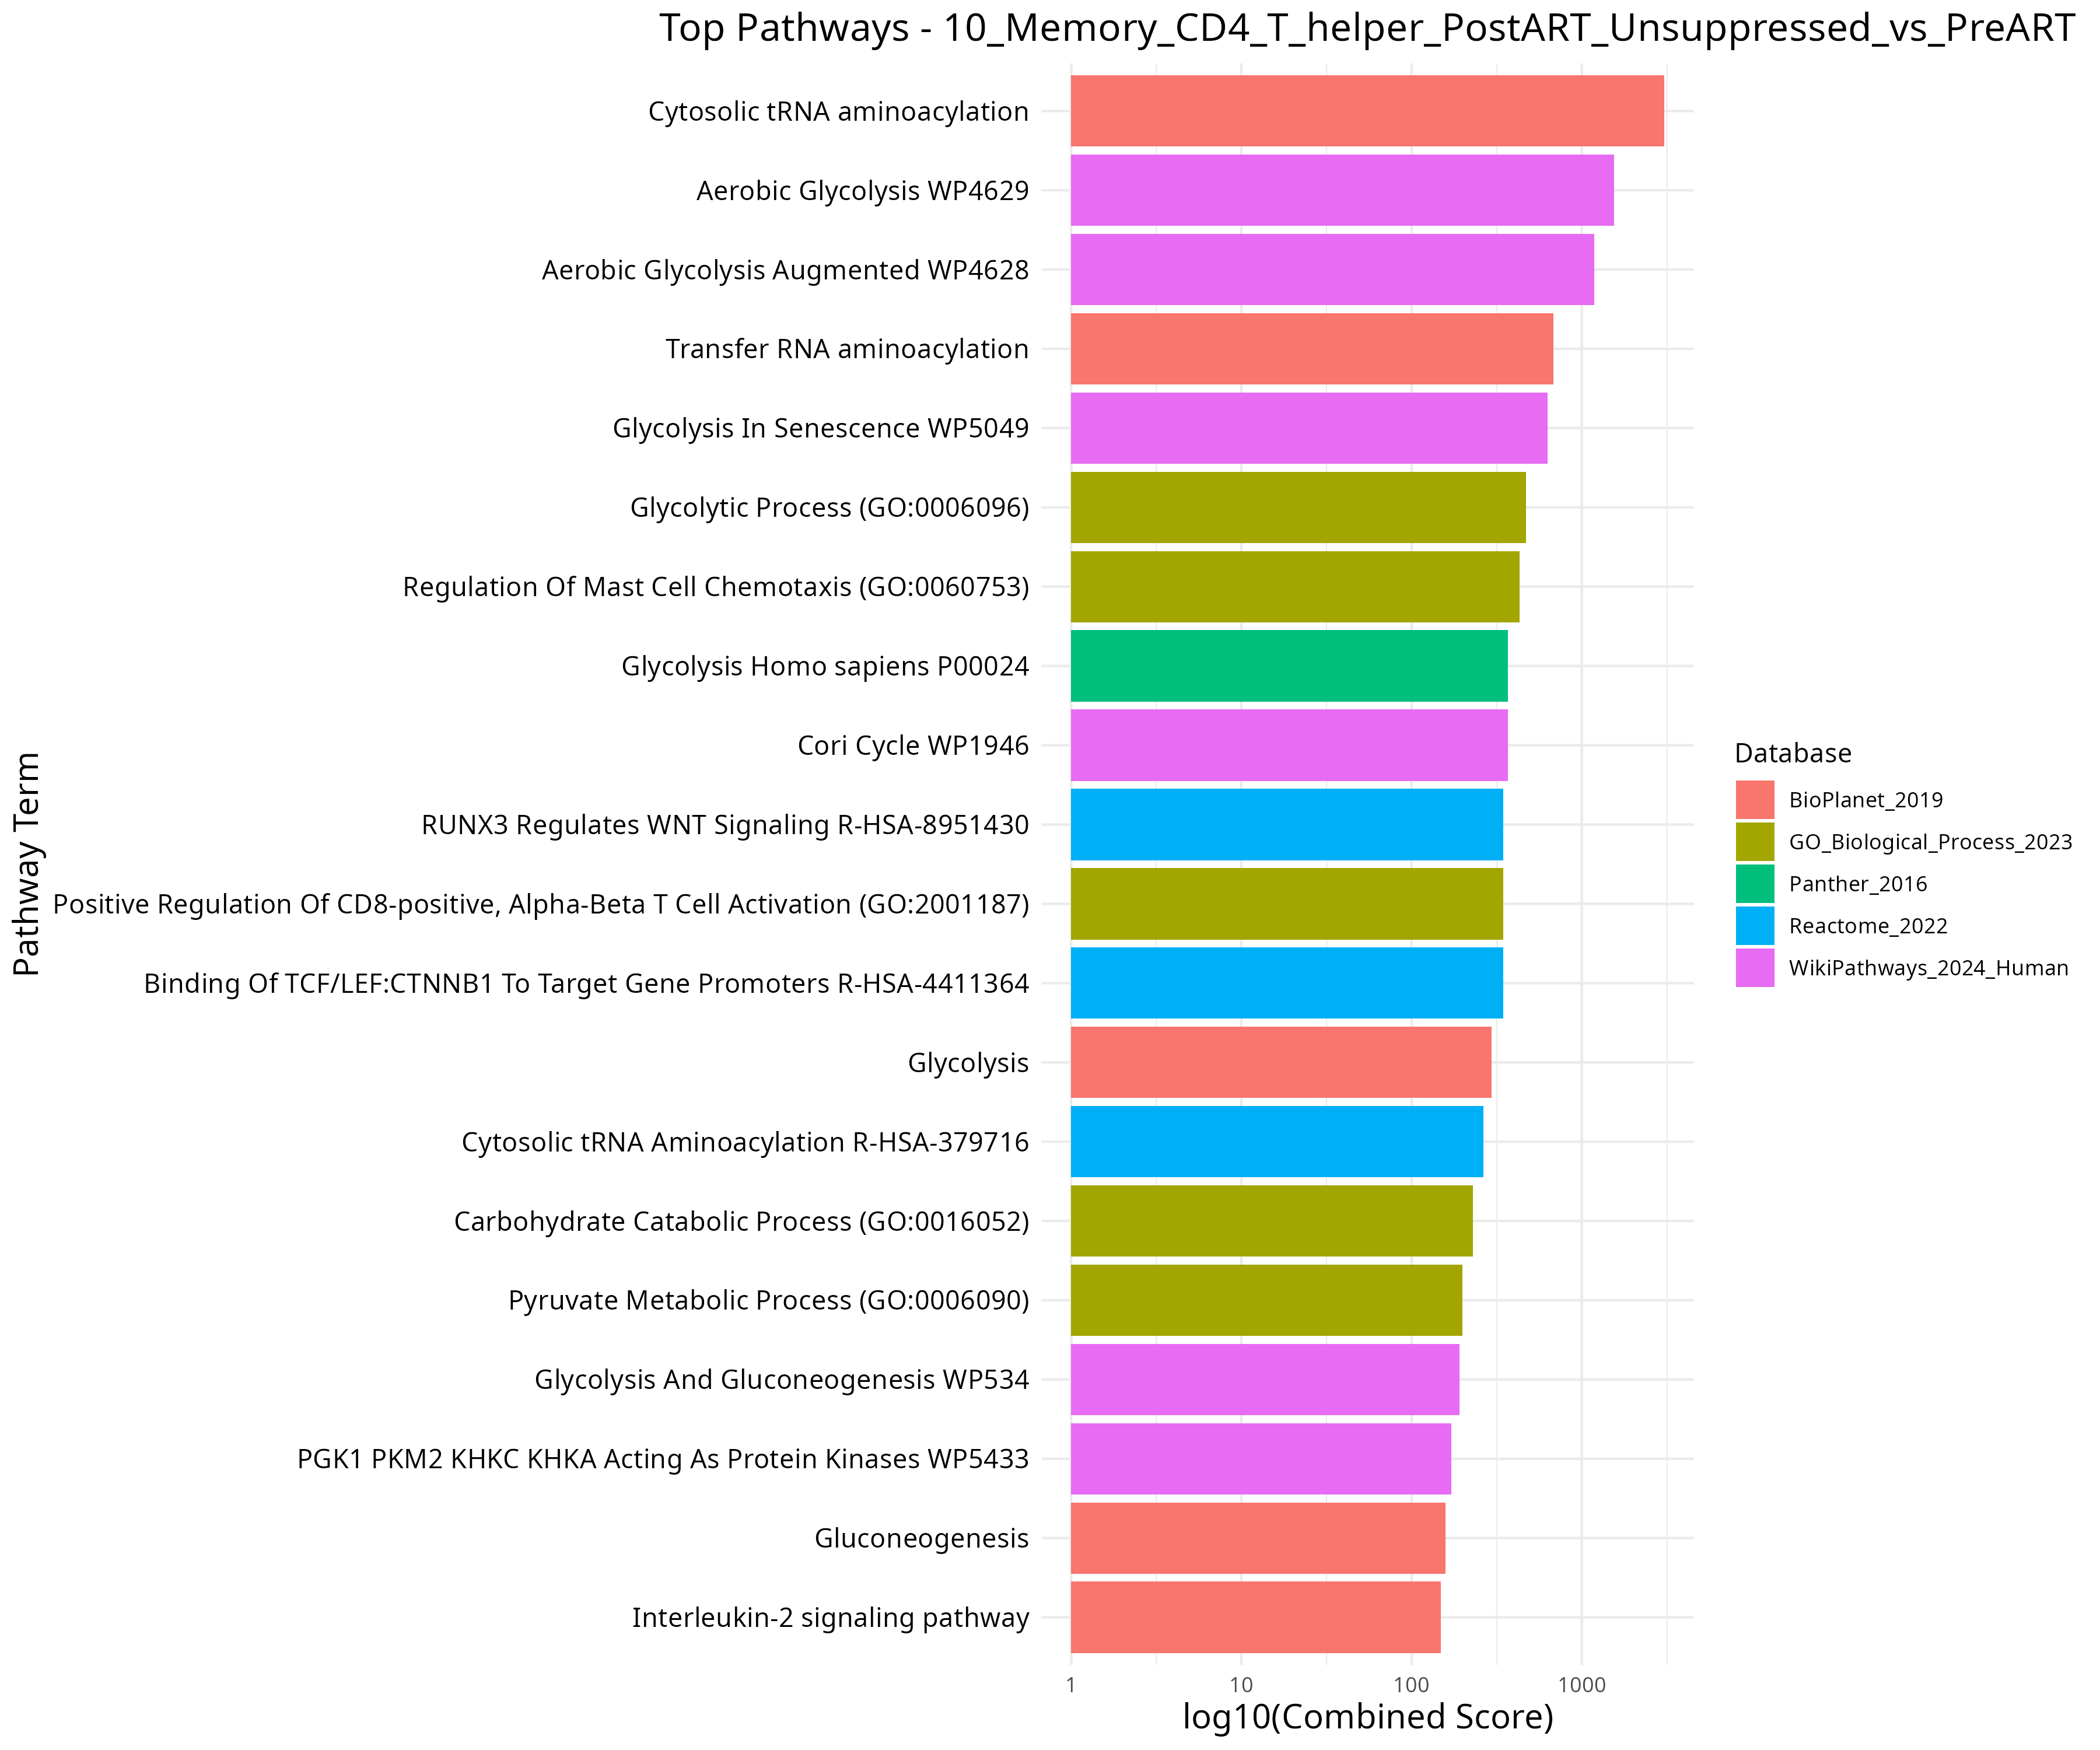 Top Pathways - 10_Memory_CD4_T_helper_PostART_Unsuppressed_vs_PreART
Pathway Term
Cytosolic tRNA aminoacylation
Aerobic Glycolysis WP4629
Aerobic Glycolysis Augmented WP4628
Transfer RNA aminoacylation
Glycolysis In Senescence WP5049
Glycolytic Process (GO:0006096)
Regulation Of Mast Cell Chemotaxis (GO:0060753)
Glycolysis Homo sapiens P00024
Cori Cycle WP1946
RUNX3 Regulates WNT Signaling R-HSA-8951430
Positive Regulation Of CD8-positive, Alpha-Beta T Cell Activation (GO:2001187)
Binding Of TCF/LEF:CTNNB1 To Target Gene Promoters R-HSA-4411364
Glycolysis
Cytosolic tRNA Aminoacylation R-HSA-379716
Carbohydrate Catabolic Process (GO:0016052)
Pyruvate Metabolic Process (GO:0006090)
Glycolysis And Gluconeogenesis WP534
PGK1 PKM2 KHKC KHKA Acting As Protein Kinases WP5433
Gluconeogenesis
Interleukin-2 signaling pathway
1 10 100 1000
log10(Combined Score)
Database
BioPlanet_2019
GO_Biological_Process_2023
Panther_2016
Reactome_2022
WikiPathways_2024_Human